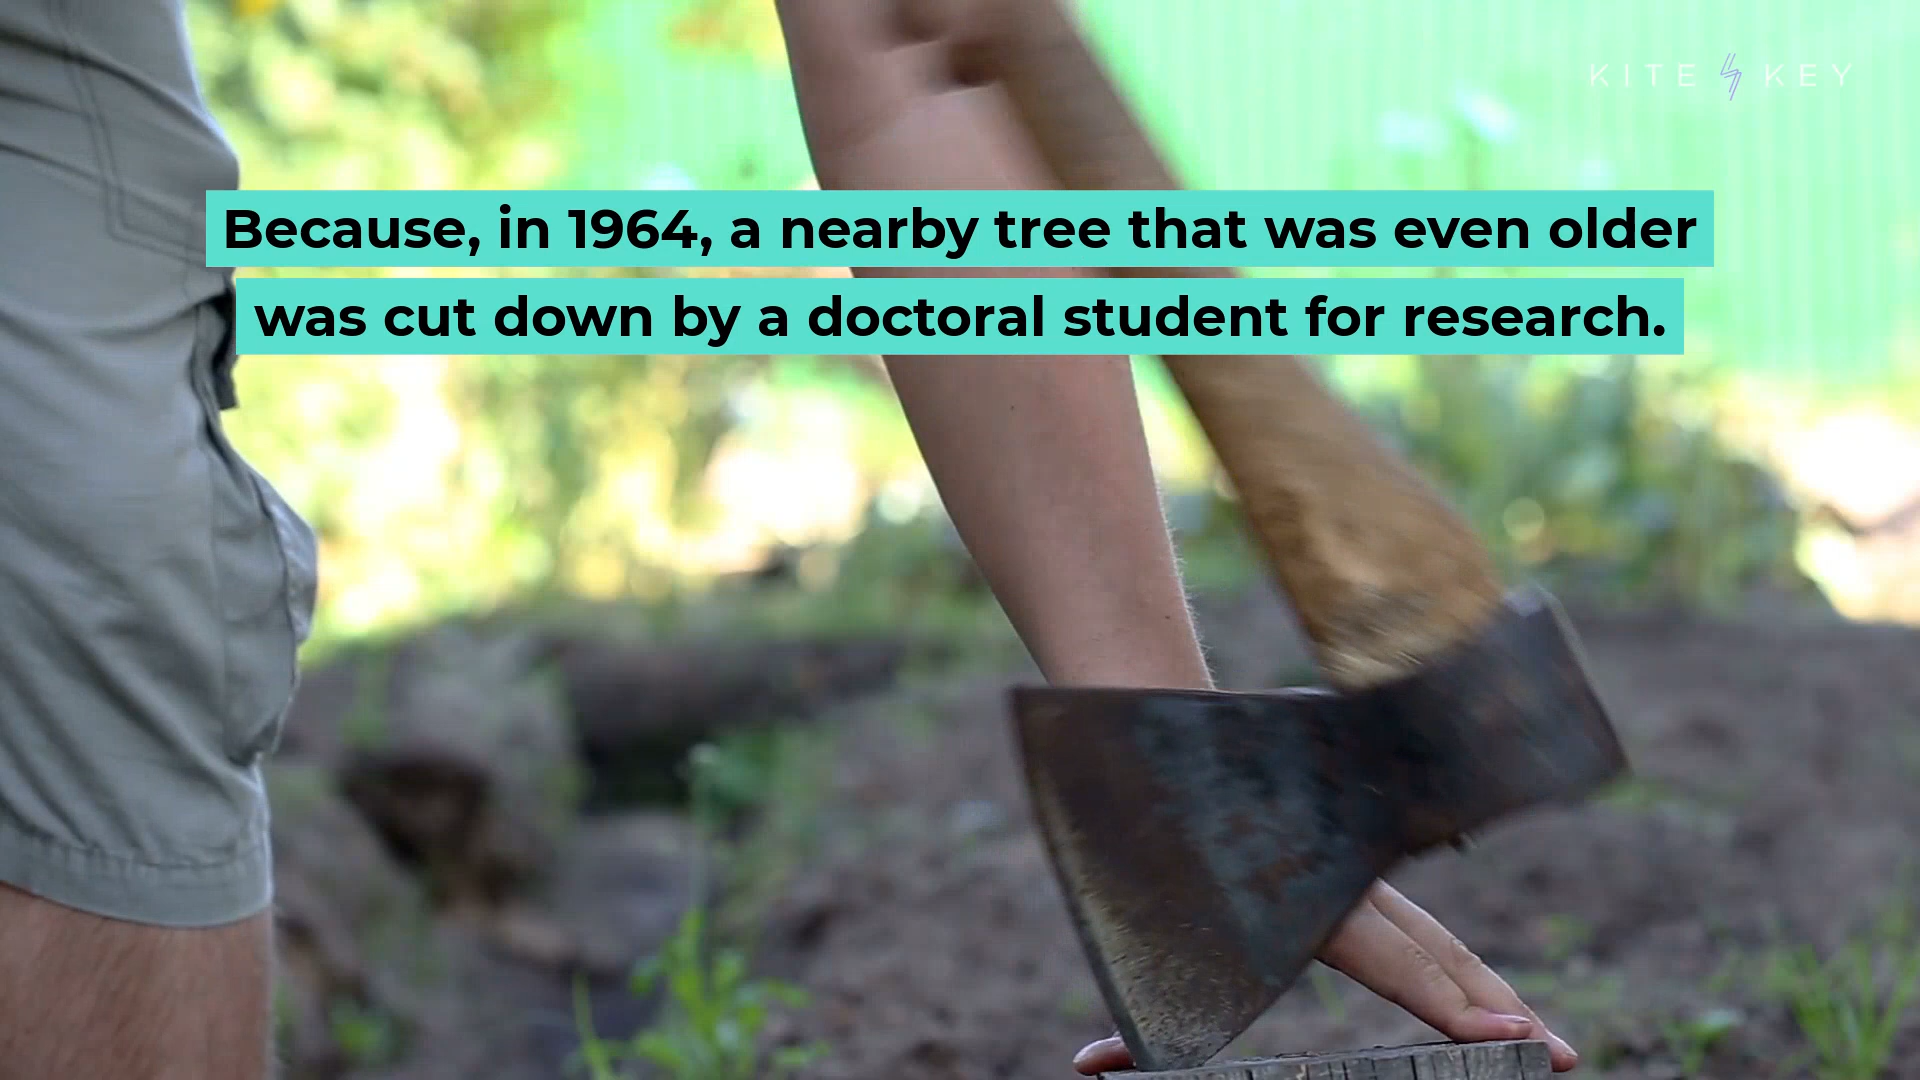 KITE KEY
Because, in 1964, a nearby tree that was even older
was cut down by a doctoral student for research.